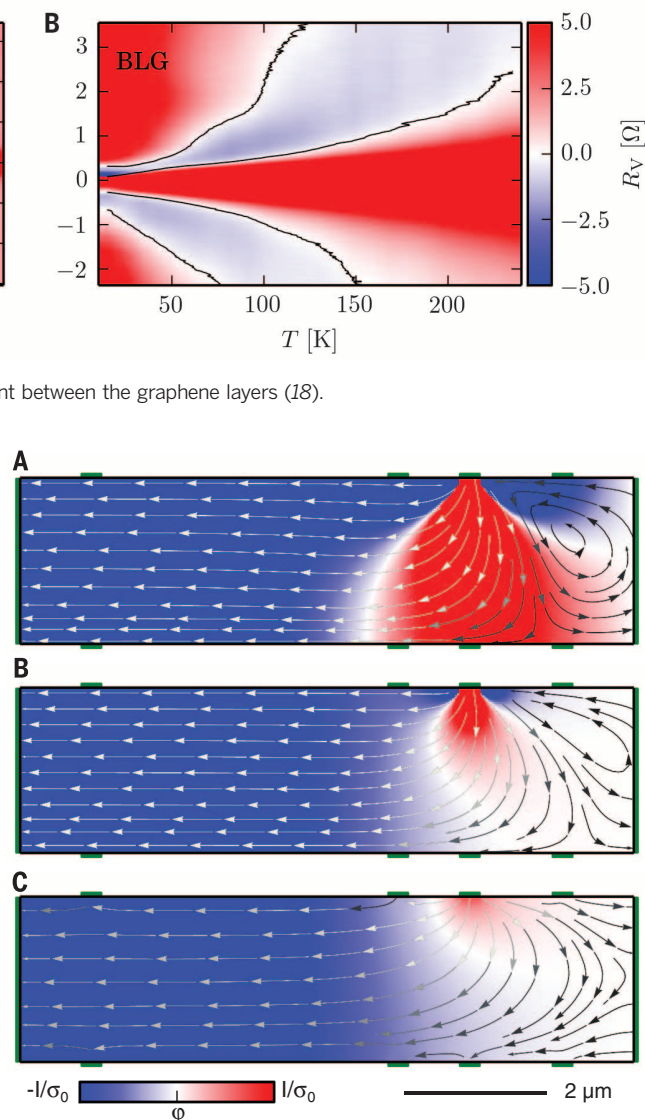 B
BLG
3
2
1
0
−1
−2
50 100 150 200
T [K]
5.0
2.5
0.0
−2.5
−5.0
R_V [Ω]
nt between the graphene layers (18).
A
B
C
-I/σ₀ I/σ₀
φ
2 μm